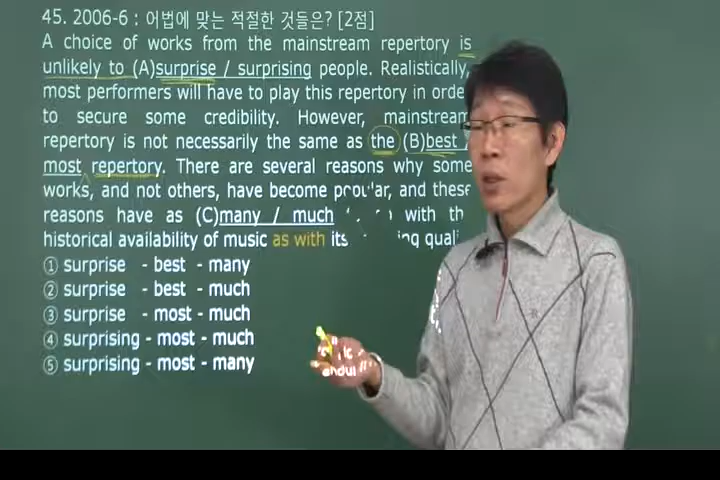 45. 2006-6 : 어법에 맞는 적절한 것들은? [2점]
A choice of works from the mainstream repertory is
unlikely to (A)surprise / surprising people. Realistically,
most performers will have to play this repertory in order
to secure some credibility. However, mainstream
repertory is not necessarily the same as the (B)best /
most repertory. There are several reasons why some
works, and not others, have become popular, and these
reasons have as (C)many / much with
historical availability of music as with its
① surprise - best - many
② surprise - best - much
③ surprise - most - much
④ surprising - most - much
⑤ surprising - most - many